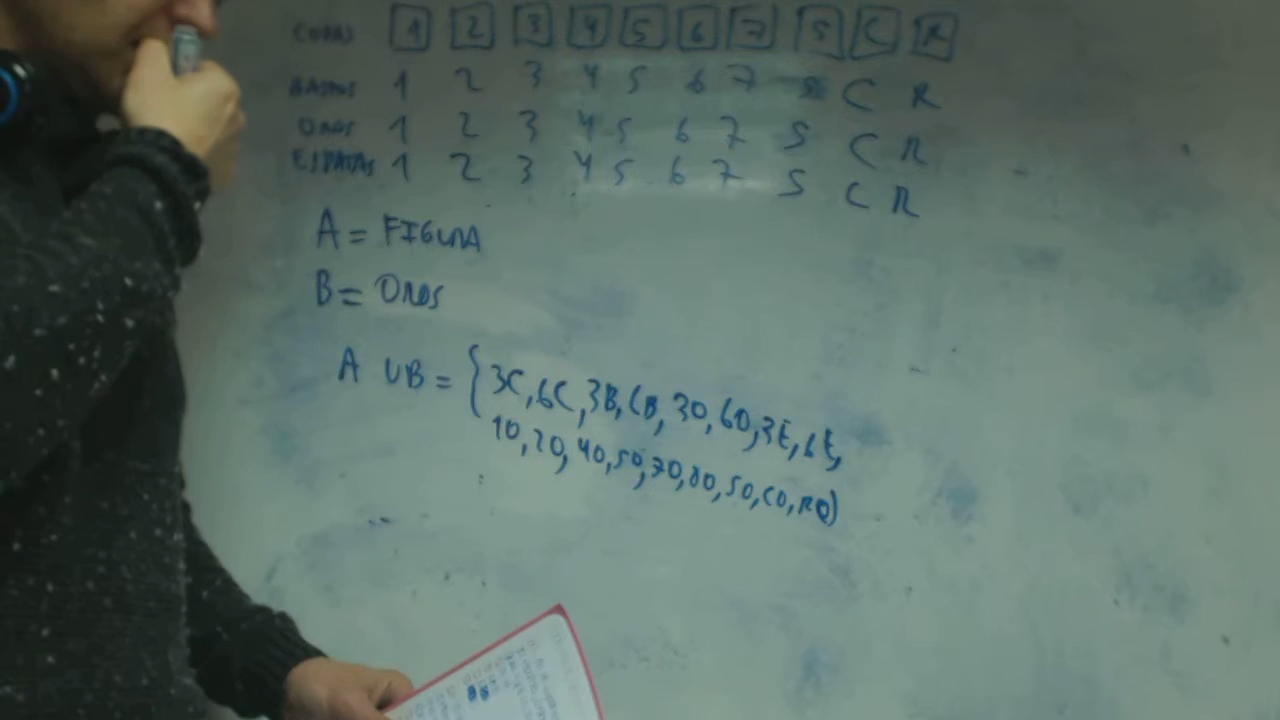 COPAS 1 2 3 4 5 6 7 S C R
BASTOS 1 2 3 4 5 6 7 S C R
OROS 1 2 3 4 5 6 7 S C R
ESPADAS 1 2 3 4 5 6 7 S C R
A = FIGURA
B = OROS
A ∪ B = {3C, 6C, 3B, 6B, 3O, 6O, 3E, 6E,
1O, 2O, 4O, 5O, 7O, 8O, SO, CO, RO}